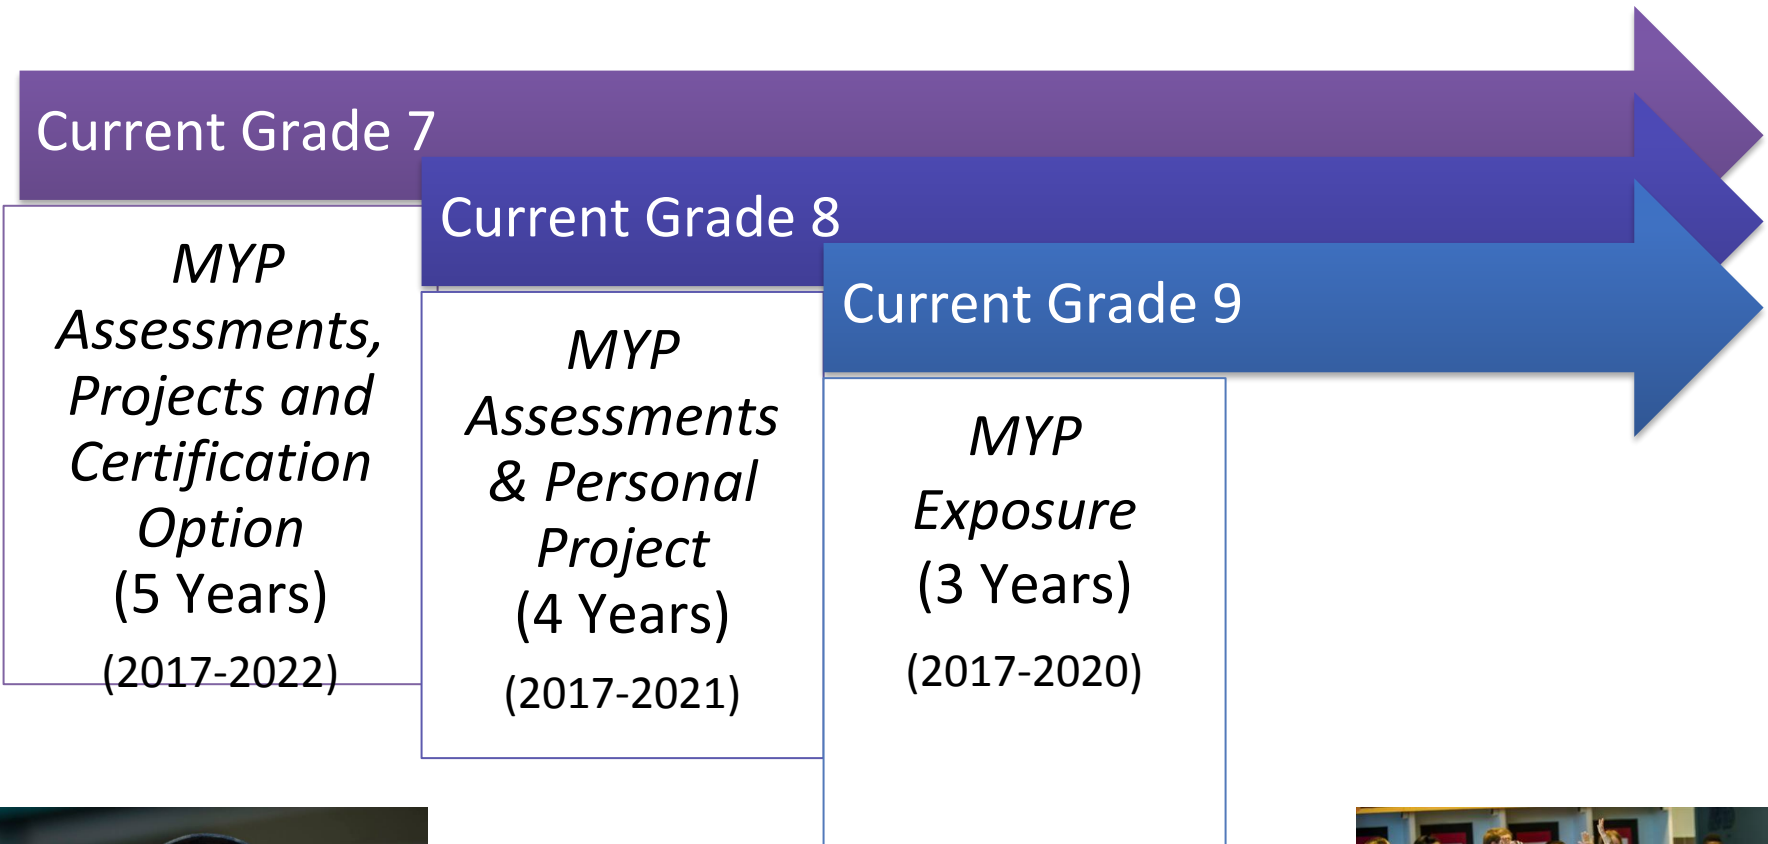 Current Grade 7
MYP
Assessments,
Projects and
Certification
Option
(5 Years)
(2017-2022)
Current Grade 8
MYP
Assessments
& Personal
Project
(4 Years)
(2017-2021)
Current Grade 9
MYP
Exposure
(3 Years)
(2017-2020)